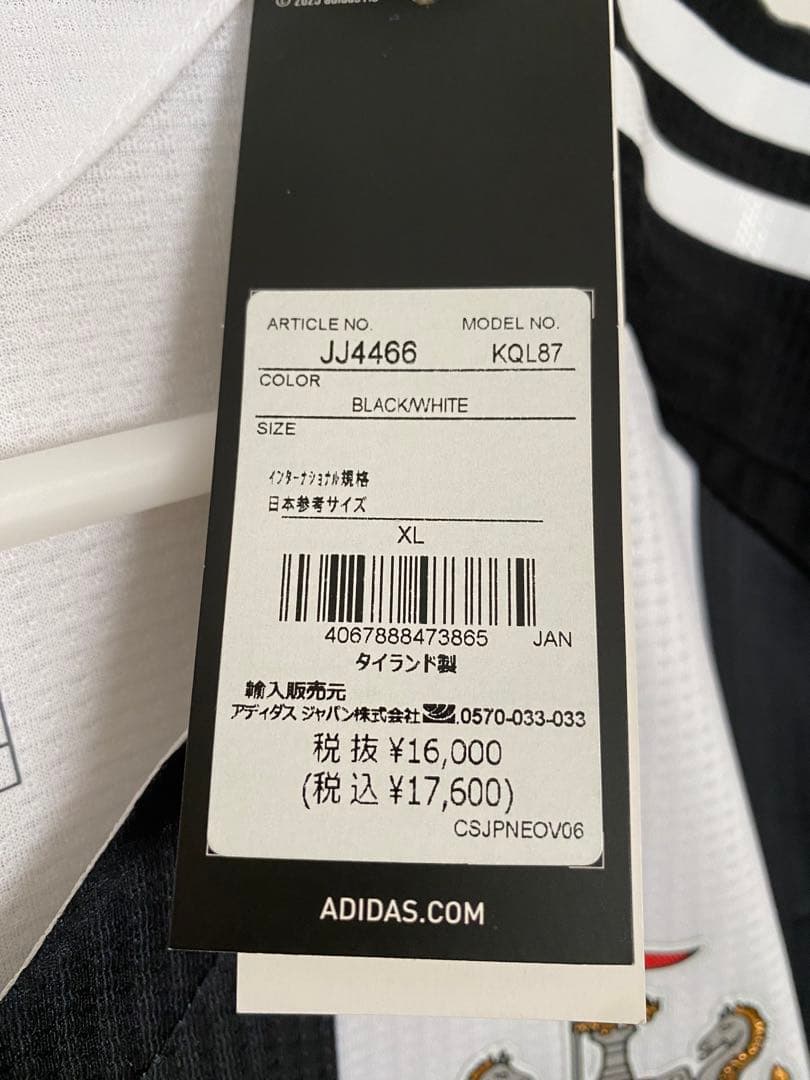 ARTICLE NO. MODEL NO.
JJ4466 KQL87
COLOR
BLACK/WHITE
SIZE
インターナショナル規格
日本参考サイズ
XL
4067888473865 JAN
タイランド製
輸入販売元
アディダス ジャパン株式会社 .0570-033-033
税抜 ¥16,000
(税込 ¥17,600)
CSJPNEOV06
ADIDAS.COM